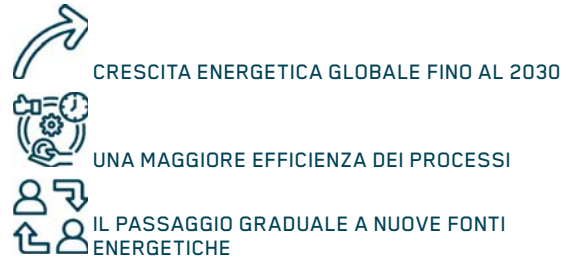 CRESCITA ENERGETICA GLOBALE FINO AL 2030
UNA MAGGIORE EFFICIENZA DEI PROCESSI
IL PASSAGGIO GRADUALE A NUOVE FONTI
ENERGETICHE